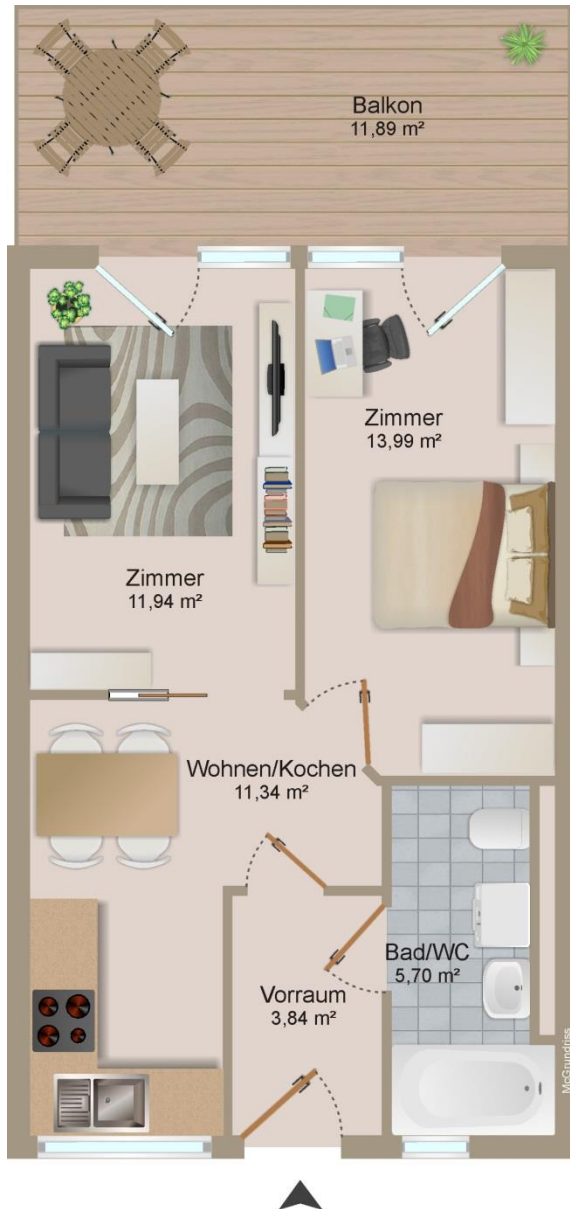 Balkon
11,89 m²
Zimmer
13,99 m²
Zimmer
11,94 m²
Wohnen/Kochen
11,34 m²
Bad/WC
5,70 m²
Vorraum
3,84 m²
McGrundriss